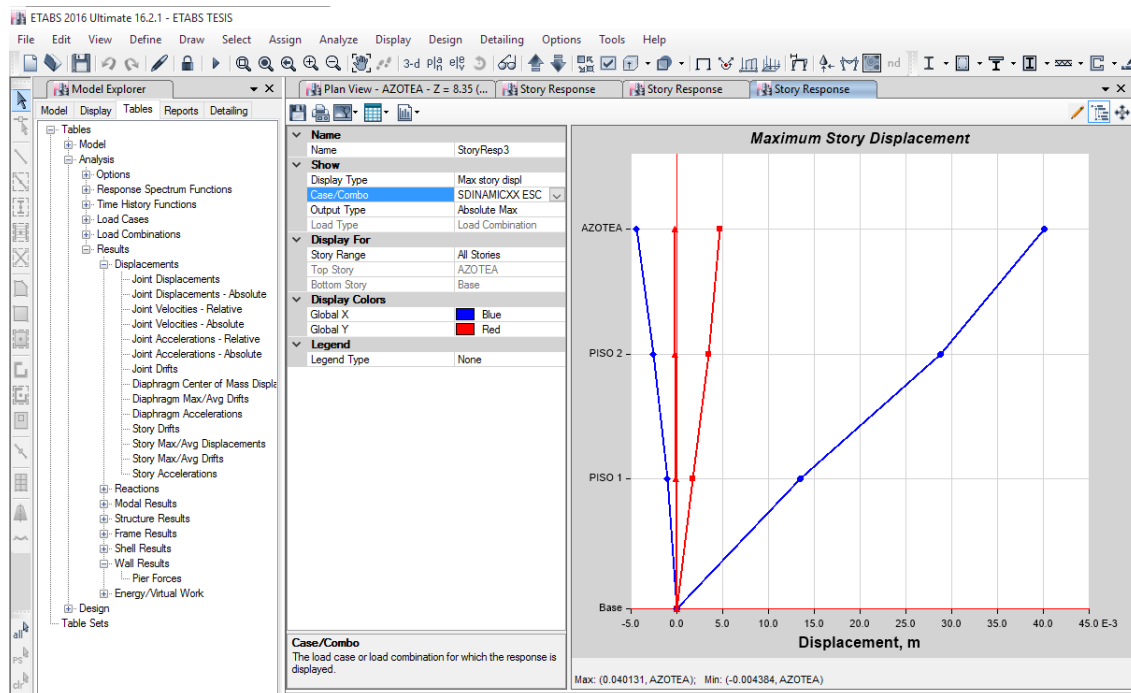 ETABS 2016 Ultimate 16.2.1 - ETABS TESIS
File Edit View Define Draw Select Assign Analyze Display Design Detailing Options Tools Help
3-d nd
Model Explorer
Model Display Tables Reports Detailing
Tables
Model
Analysis
Options
Response Spectrum Functions
Time History Functions
Load Cases
Load Combinations
Results
Displacements
Joint Displacements
Joint Displacements - Absolute
Joint Velocities - Relative
Joint Velocities - Absolute
Joint Accelerations - Relative
Joint Accelerations - Absolute
Joint Drifts
Diaphragm Center of Mass Displa
Diaphragm Max/Avg Drifts
Diaphragm Accelerations
Story Drifts
Story Max/Avg Displacements
Story Max/Avg Drifts
Story Accelerations
Reactions
Modal Results
Structure Results
Frame Results
Shell Results
Wall Results
Pier Forces
Energy/Virtual Work
Design
Table Sets
all
PS
clr
Plan View - AZOTEA - Z = 8.35 (... Story Response Story Response Story Response
Name
Name StoryResp3
Show
Display Type Max story displ
Case/Combo SDINAMICXX ESC
Output Type Absolute Max
Load Type Load Combination
Display For
Story Range All Stories
Top Story AZOTEA
Bottom Story Base
Display Colors
Global X Blue
Global Y Red
Legend
Legend Type None
Case/Combo
The load case or load combination for which the response is
displayed.
Maximum Story Displacement
AZOTEA
PISO 2
PISO 1
Base
-5.0 0.0 5.0 10.0 15.0 20.0 25.0 30.0 35.0 40.0 45.0 E-3
Displacement, m
Max: (0.040131, AZOTEA); Min: (-0.004384, AZOTEA)